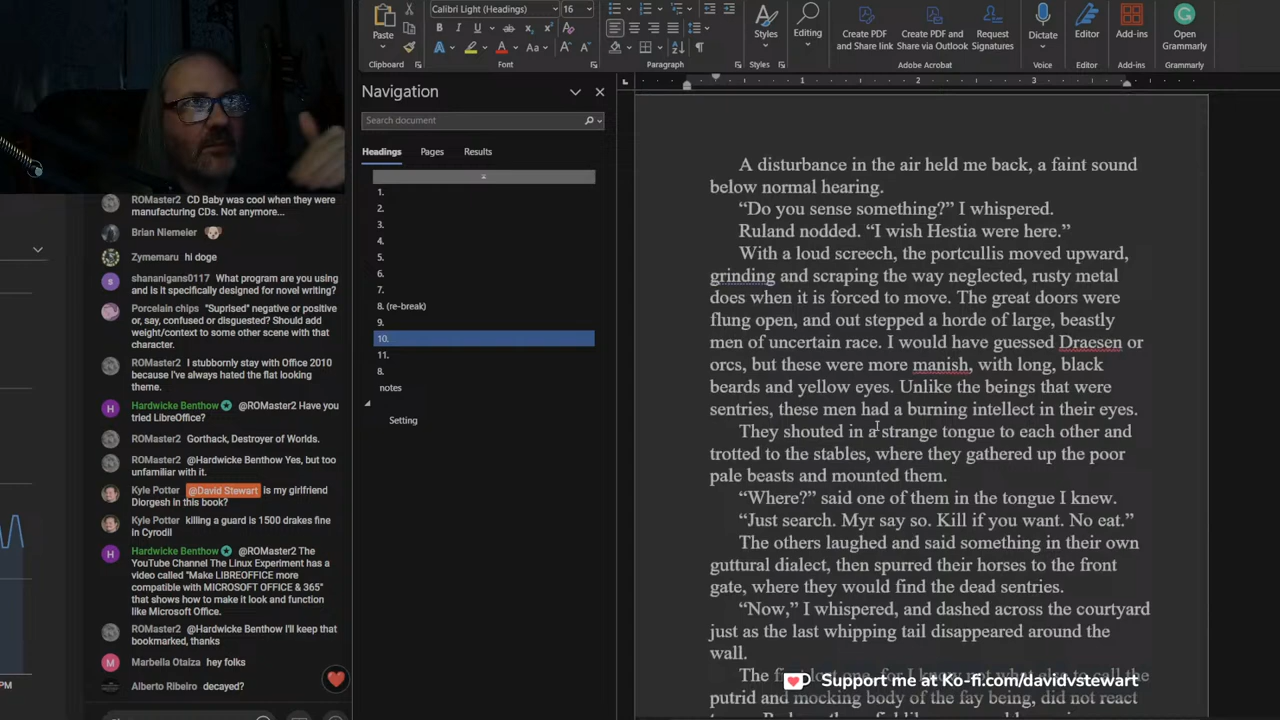 Calibri Light (Headings)
16
Paste
Clipboard
Font
Paragraph
Styles
Styles
Editing
Create PDF
and Share link
Create PDF and
Share via Outlook
Request
Signatures
Adobe Acrobat
Dictate
Voice
Editor
Editor
Add-ins
Add-ins
Open
Grammarly
Grammarly
Navigation
Search document
Headings
Pages
Results
1.
2.
3.
4.
5.
6.
7.
8. (re-break)
9.
10.
11.
8.
notes
Setting
1
2
3
4
ROMaster2 CD Baby was cool when they were
manufacturing CDs. Not anymore...
Brian Niemeier
Zymemaru hi doge
shananigans0117 What program are you using
and is it specifically designed for novel writing?
Porcelain chips "Suprised" negative or positive
or, say, confused or disguested? Should add
weight/context to some other scene with that
character.
ROMaster2 I stubbornly stay with Office 2010
because I've always hated the flat looking
theme.
Hardwicke Benthow @ROMaster2 Have you
tried LibreOffice?
ROMaster2 Gorthack, Destroyer of Worlds.
ROMaster2 @Hardwicke Benthow Yes, but too
unfamiliar with it.
Kyle Potter @David Stewart is my girlfriend
Diorgesh in this book?
Kyle Potter killing a guard is 1500 drakes fine
in Cyrodil
Hardwicke Benthow @ROMaster2 The
YouTube Channel The Linux Experiment has a
video called "Make LIBREOFFICE more
compatible with MICROSOFT OFFICE & 365"
that shows how to make it look and function
like Microsoft Office.
ROMaster2 @Hardwicke Benthow I'll keep that
bookmarked, thanks
Marbella Otaiza hey folks
Alberto Ribeiro decayed?
PM
A disturbance in the air held me back, a faint sound
below normal hearing.
“Do you sense something?” I whispered.
Ruland nodded. “I wish Hestia were here.”
With a loud screech, the portcullis moved upward,
grinding and scraping the way neglected, rusty metal
does when it is forced to move. The great doors were
flung open, and out stepped a horde of large, beastly
men of uncertain race. I would have guessed Draesen or
orcs, but these were more manish, with long, black
beards and yellow eyes. Unlike the beings that were
sentries, these men had a burning intellect in their eyes.
They shouted in a strange tongue to each other and
trotted to the stables, where they gathered up the poor
pale beasts and mounted them.
“Where?” said one of them in the tongue I knew.
“Just search. Myr say so. Kill if you want. No eat.”
The others laughed and said something in their own
guttural dialect, then spurred their horses to the front
gate, where they would find the dead sentries.
“Now,” I whispered, and dashed across the courtyard
just as the last whipping tail disappeared around the
wall.
The first lost one, for I knew not what else to call the
putrid and mocking body of the fay being, did not react
Support me at Ko-fi.com/davidvstewart